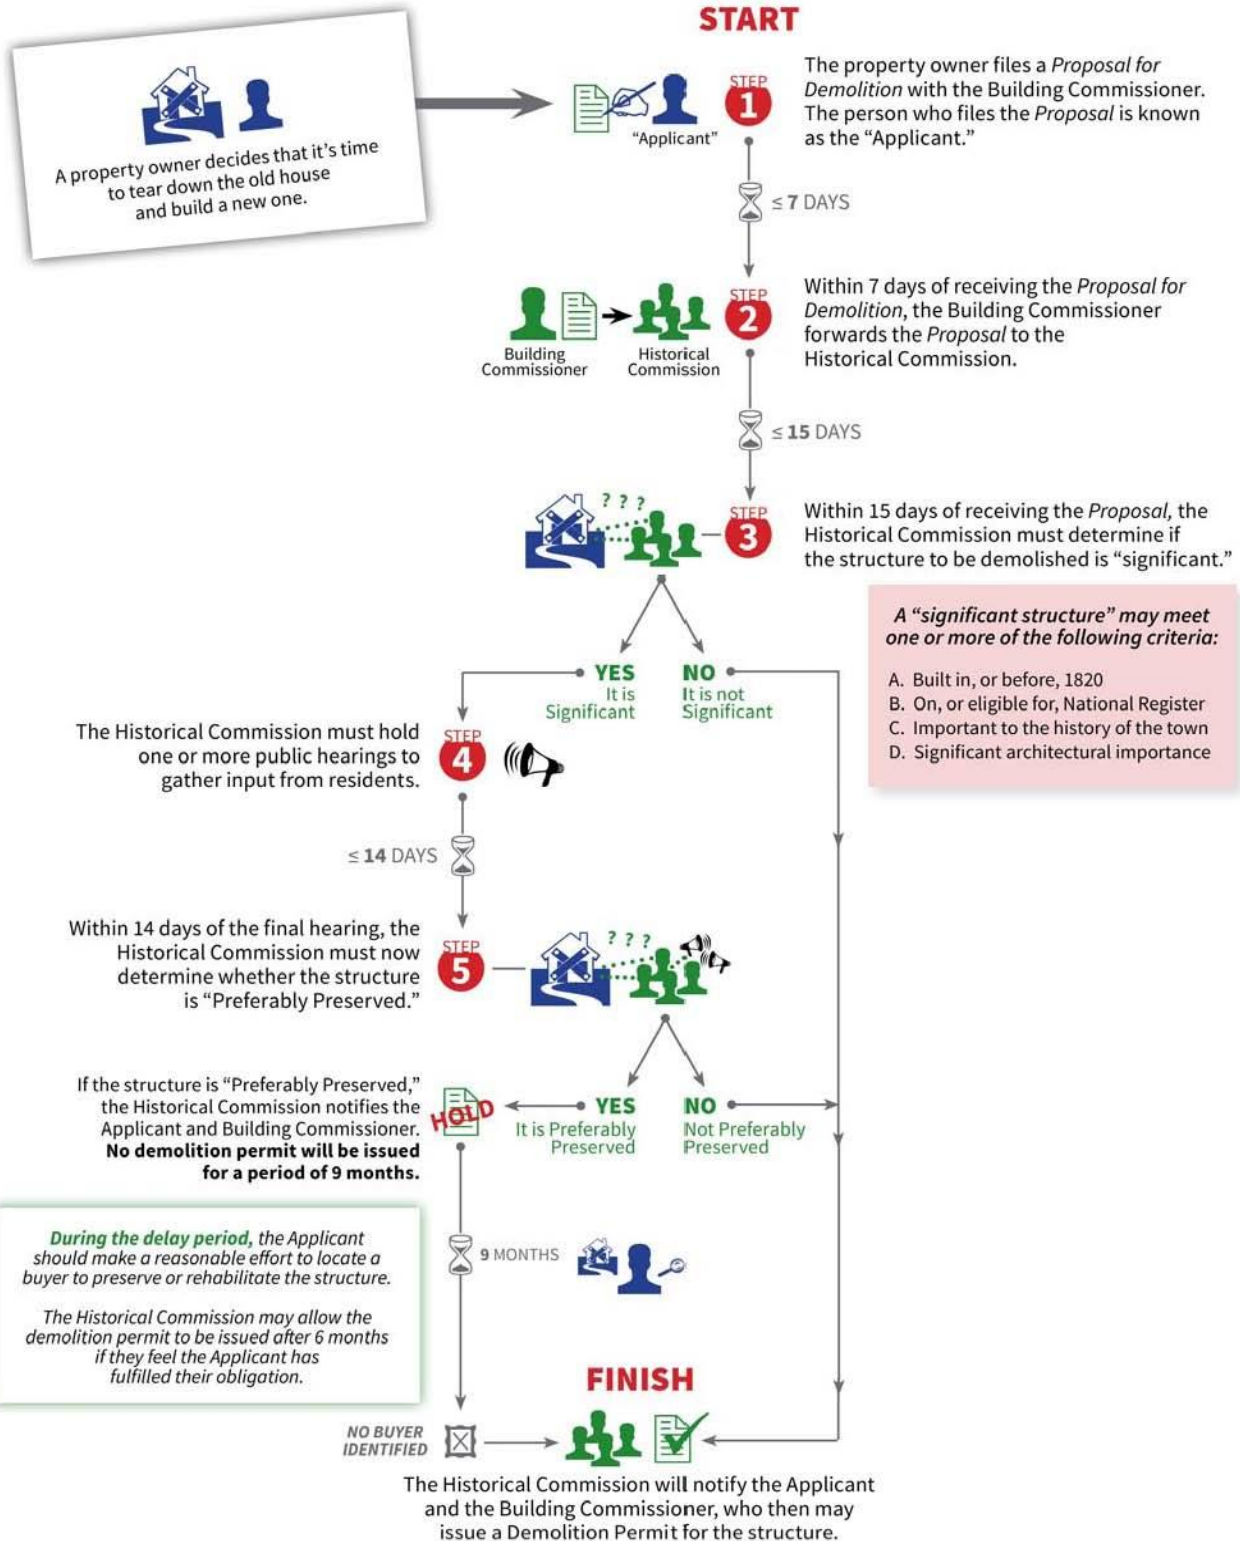 START
A property owner decides that it's time
to tear down the old house
and build a new one.
"Applicant"
STEP
1
The property owner files a Proposal for
Demolition with the Building Commissioner.
The person who files the Proposal is known
as the "Applicant."
≤ 7 DAYS
Building
Commissioner
Historical
Commission
STEP
2
Within 7 days of receiving the Proposal for
Demolition, the Building Commissioner
forwards the Proposal to the
Historical Commission.
≤ 15 DAYS
? ? ?
STEP
3
Within 15 days of receiving the Proposal, the
Historical Commission must determine if
the structure to be demolished is "significant."
A "significant structure" may meet
one or more of the following criteria:
A. Built in, or before, 1820
B. On, or eligible for, National Register
C. Important to the history of the town
D. Significant architectural importance
YES
It is
Significant
NO
It is not
Significant
The Historical Commission must hold
one or more public hearings to
gather input from residents.
STEP
4
≤ 14 DAYS
Within 14 days of the final hearing, the
Historical Commission must now
determine whether the structure
is "Preferably Preserved."
STEP
5
? ? ?
If the structure is "Preferably Preserved,"
the Historical Commission notifies the
Applicant and Building Commissioner.
No demolition permit will be issued
for a period of 9 months.
HOLD
YES
It is Preferably
Preserved
NO
Not Preferably
Preserved
During the delay period, the Applicant
should make a reasonable effort to locate a
buyer to preserve or rehabilitate the structure.
The Historical Commission may allow the
demolition permit to be issued after 6 months
if they feel the Applicant has
fulfilled their obligation.
9 MONTHS
FINISH
NO BUYER
IDENTIFIED
The Historical Commission will notify the Applicant
and the Building Commissioner, who then may
issue a Demolition Permit for the structure.